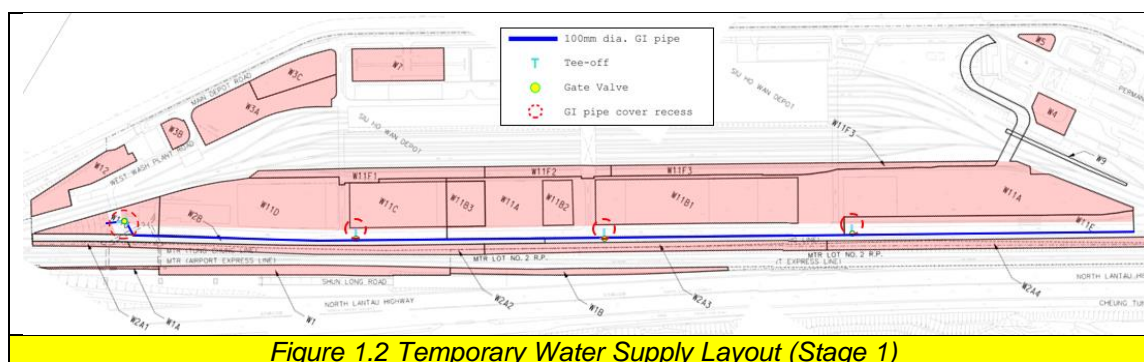 100mm dia. GI pipe
Tee-off
Gate Valve
GI pipe cover recess
W5
W7
W3C
MAIN DEPOT ROAD
W3A
SIU HO WAN DEPOT
SIU HO WAN DEPOT
W4
W3B
W9
WEST WASH PLANT ROAD
W11F3
W12
W11F1
W11F2
W11F3
W11D
W2B
W11C
W11B3
W11A
W11B2
W11B1
W11A
W11E
MTR (AIRPORT EXPRESS LINE)
MTR LOT NO. 2 R.P.
MTR LOT NO. 2 R.P.
(T EXPRESS LINE)
SHUN LONG ROAD
NORTH LANTAU HIGHWAY
NORTH LANTAU
CHEUNG
W2A1
W1A
W1
W2A2
W1B
W2A3
W2A4
Figure 1.2 Temporary Water Supply Layout (Stage 1)